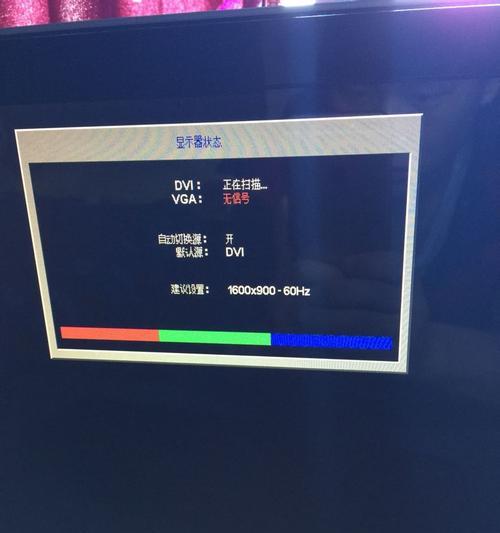 显示器状态
DVI： 正在扫描...
VGA： 无信号
自动切换源： 开
默认源： DVI
建议设置： 1600x900 - 60Hz